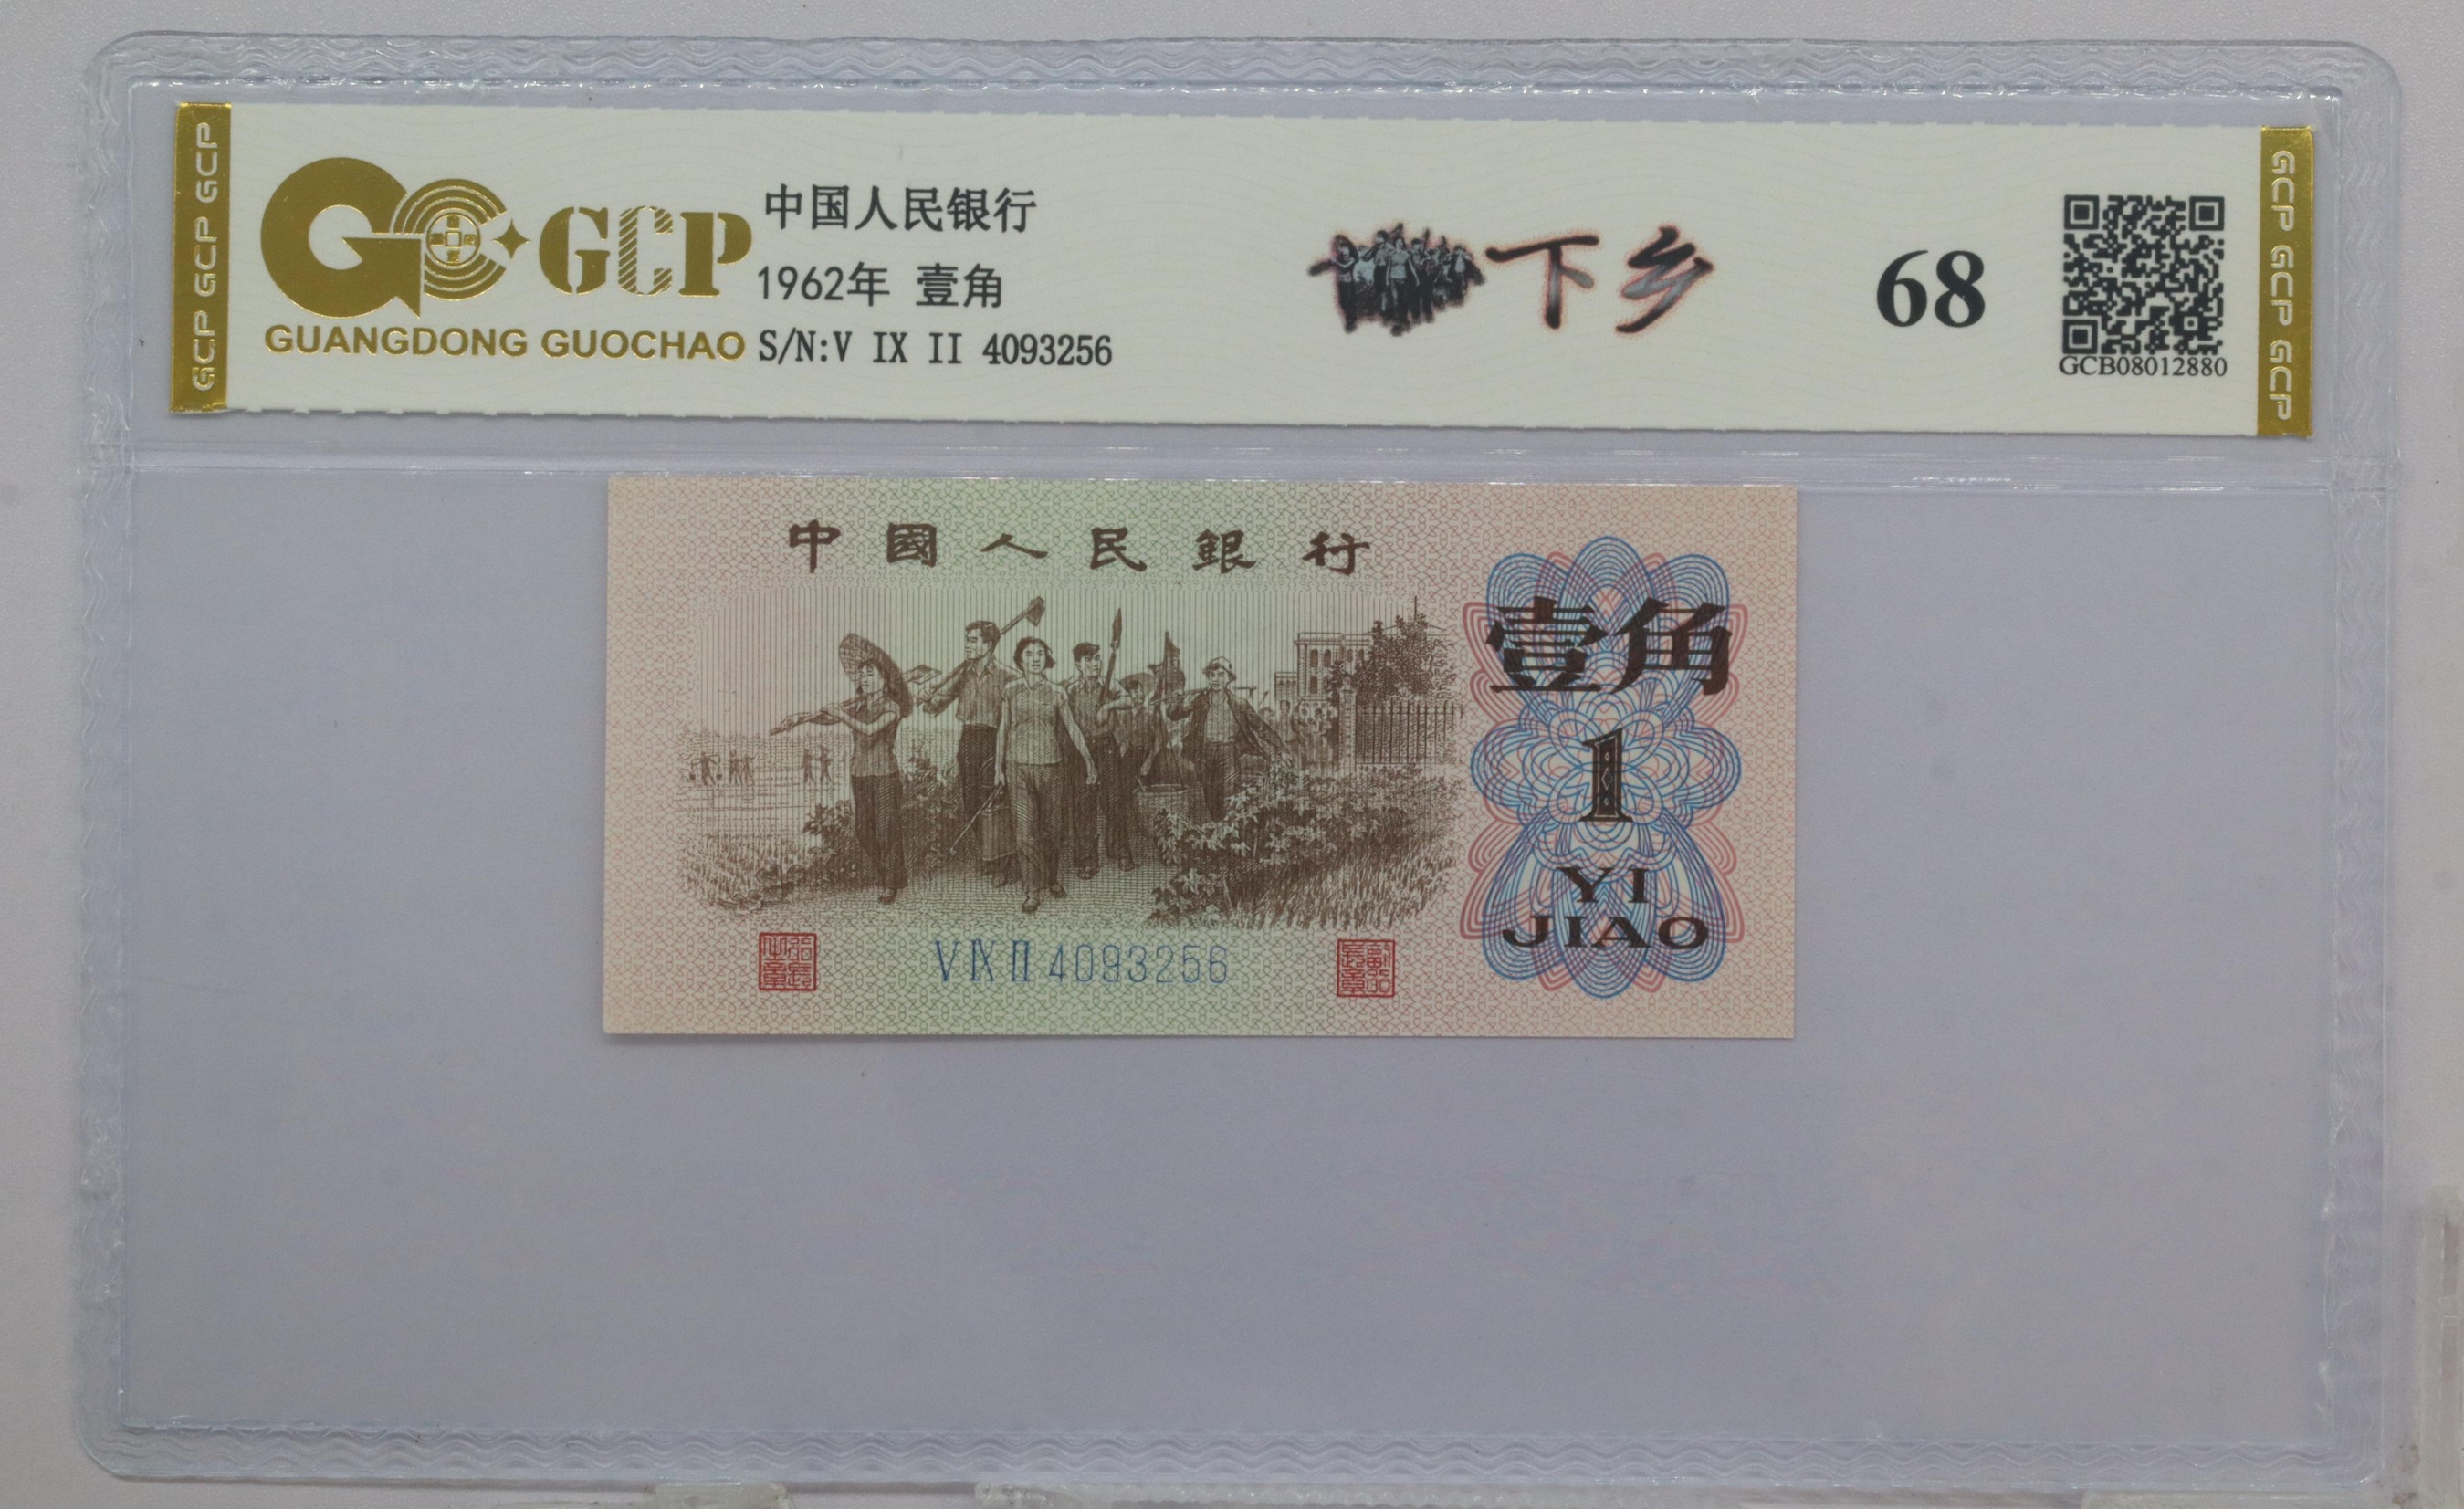 GCP GCP GCP
GCP
GUANGDONG GUOCHAO
中国人民银行
1962年 壹角
S/N:V IX II 4093256
下乡
68
GCB08012880
GCP GCP GCP
中國人民銀行
壹角
1
YI
JIAO
V IX II 4093256